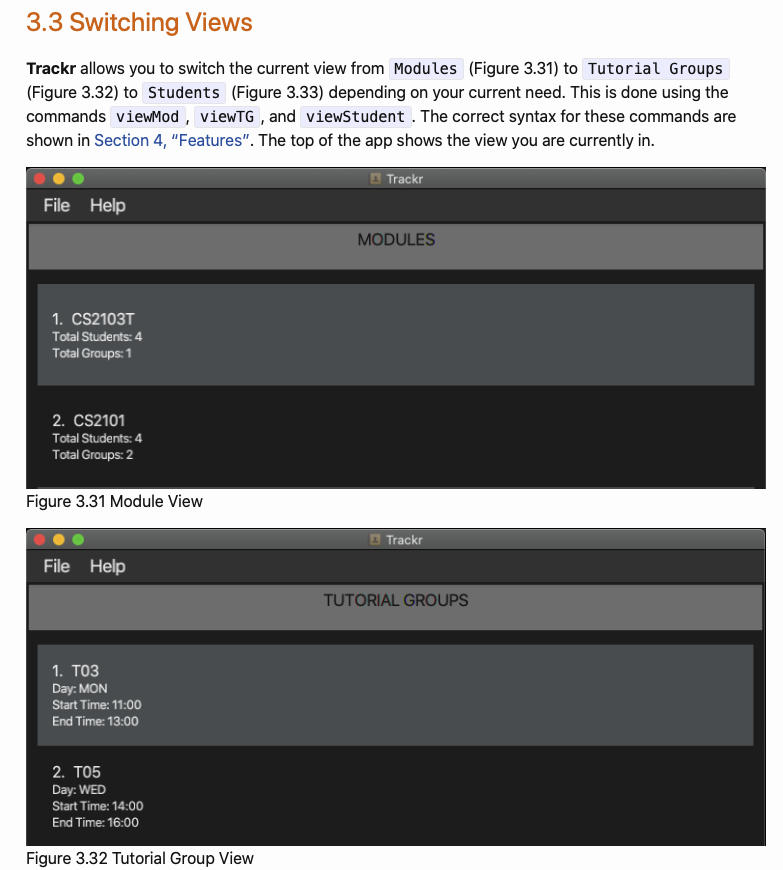 3.3 Switching Views
Trackr allows you to switch the current view from Modules (Figure 3.31) to Tutorial Groups
(Figure 3.32) to Students (Figure 3.33) depending on your current need. This is done using the
commands viewMod , viewTG , and viewStudent . The correct syntax for these commands are
shown in Section 4, “Features”. The top of the app shows the view you are currently in.
Trackr
File Help
MODULES
1. CS2103T
Total Students: 4
Total Groups: 1
2. CS2101
Total Students: 4
Total Groups: 2
Figure 3.31 Module View
Trackr
File Help
TUTORIAL GROUPS
1. T03
Day: MON
Start Time: 11:00
End Time: 13:00
2. T05
Day: WED
Start Time: 14:00
End Time: 16:00
Figure 3.32 Tutorial Group View